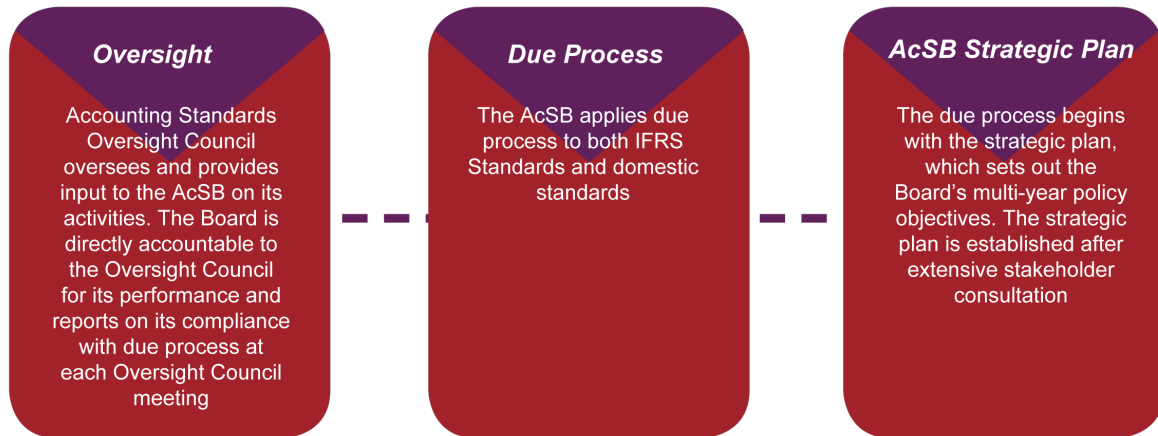 Oversight
Accounting Standards
Oversight Council
oversees and provides
input to the AcSB on its
activities. The Board is
directly accountable to
the Oversight Council
for its performance and
reports on its compliance
with due process at
each Oversight Council
meeting
Due Process
The AcSB applies due
process to both IFRS
Standards and domestic
standards
AcSB Strategic Plan
The due process begins
with the strategic plan,
which sets out the
Board’s multi-year policy
objectives. The strategic
plan is established after
extensive stakeholder
consultation